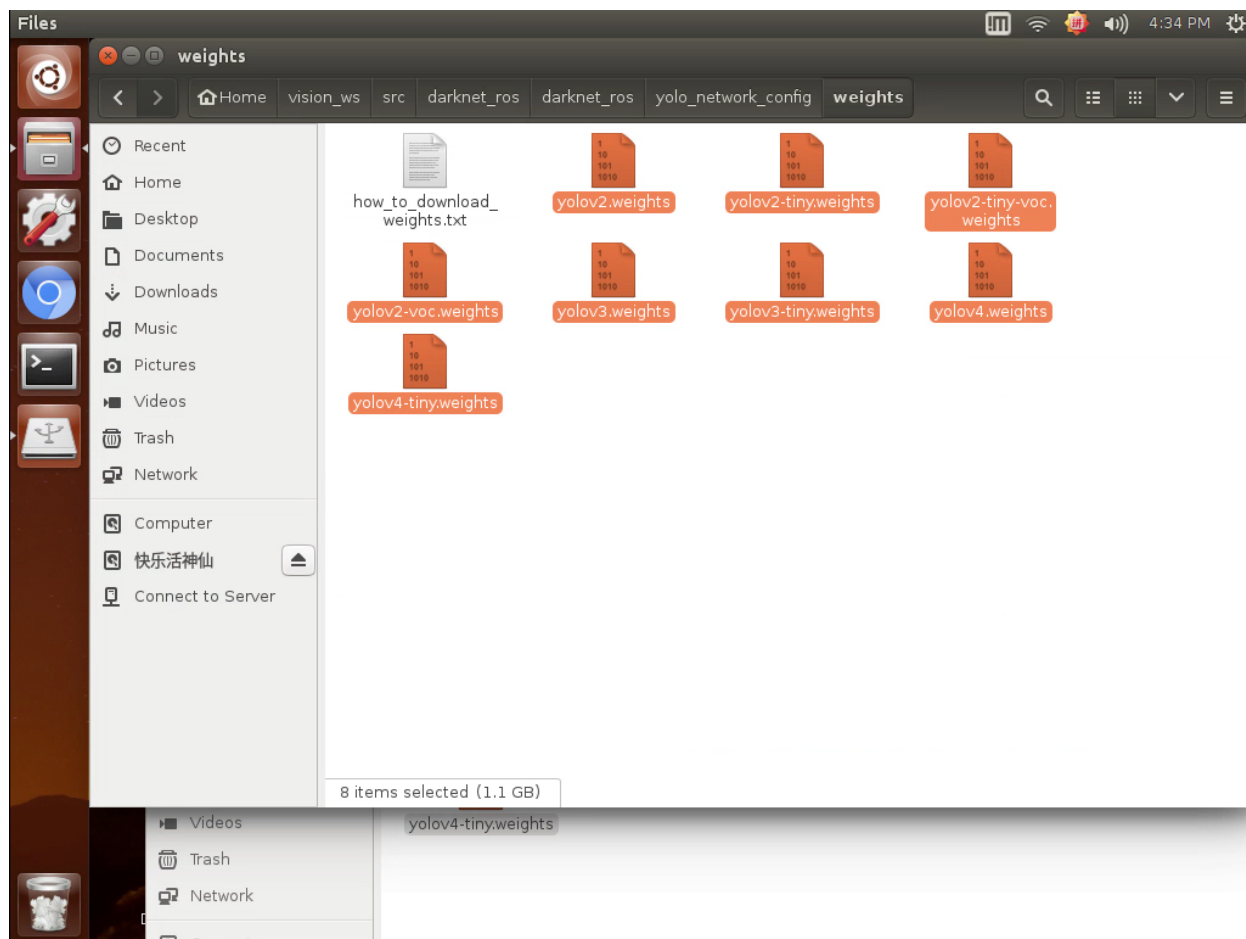 Files
4:34 PM
weights
Home
vision_ws
src
darknet_ros
darknet_ros
yolo_network_config
weights
Recent
Home
Desktop
Documents
Downloads
Music
Pictures
Videos
Trash
Network
Computer
快乐活神仙
Connect to Server
how_to_download_
weights.txt
yolov2.weights
yolov2-tiny.weights
yolov2-tiny-voc.
weights
yolov2-voc.weights
yolov3.weights
yolov3-tiny.weights
yolov4.weights
yolov4-tiny.weights
8 items selected (1.1 GB)
Videos
Trash
Network
yolov4-tiny.weights